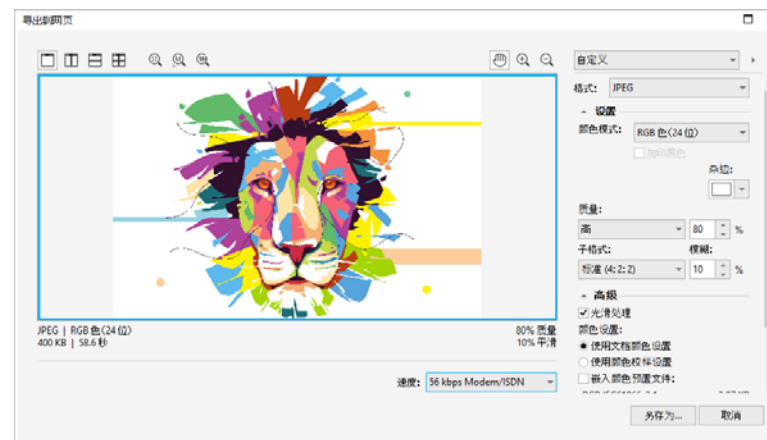 导出到网页
自定义
格式: JPEG
设置
颜色模式: RGB 色(24 位)
叠印黑色
杂边:
质量:
高 80 %
子格式: 模糊:
标准 (4:2:2) 10 %
高级
光滑处理
颜色设置:
使用文档颜色设置
使用颜色校样设置
嵌入颜色预置文件:
JPEG | RGB 色(24 位)
400 KB | 58.6 秒
80% 质量
10% 平滑
速度: 56 kbps Modem/ISDN
另存为... 取消